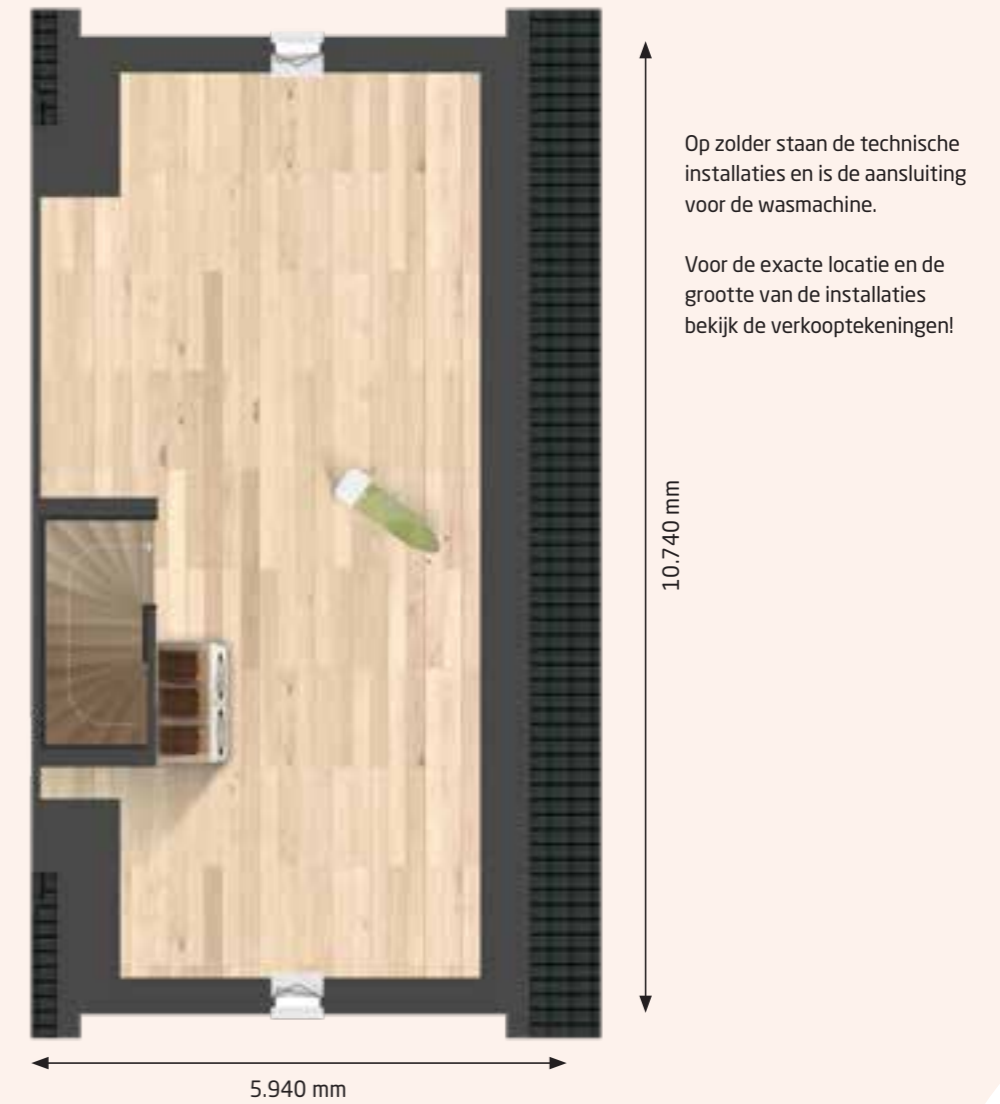 Op zolder staan de technische
installaties en is de aansluiting
voor de wasmachine.
Voor de exacte locatie en de
grootte van de installaties
bekijk de verkooptekeningen!
10.740 mm
5.940 mm